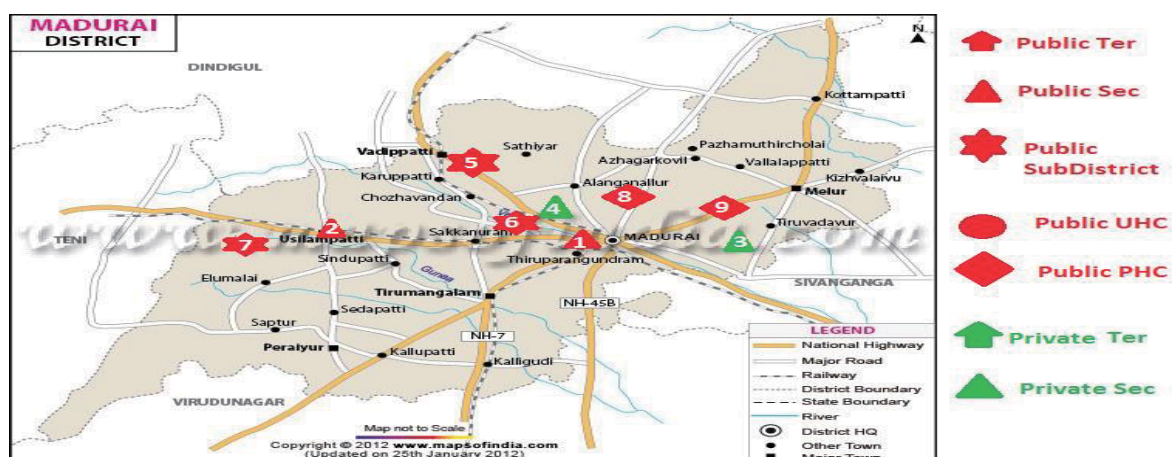 MADURAI
DISTRICT
N
DINDIGUL
Kottampatti
Vadippatti
5
Sathiyar
Pazhamuthircholai
Azhagarkovil
Vallalappatti
Kizhvalaivu
Karuppatti
Alanganallur
8
Melur
Chozhavandan
4
9
6
Tiruvadavur
TENI
2
Usilampatti
7
Sakkanuram
1
MADURAI
3
Sindupatti
Thiruparangundram
Elumalai
SIVANGANGA
Tirumangalam
NH-45B
Sedapatti
Saptur
NH-7
Peraiyur
Kallupatti
Kalligudi
VIRUDUNAGAR
Map not to Scale
Copyright © 2012 www.mapsofindia.com
(Updated on 25th January 2012)
LEGEND
National Highway
Major Road
Railway
District Boundary
State Boundary
River
District HQ
Other Town
Major Town
Public Ter
Public Sec
Public
SubDistrict
Public UHC
Public PHC
Private Ter
Private Sec